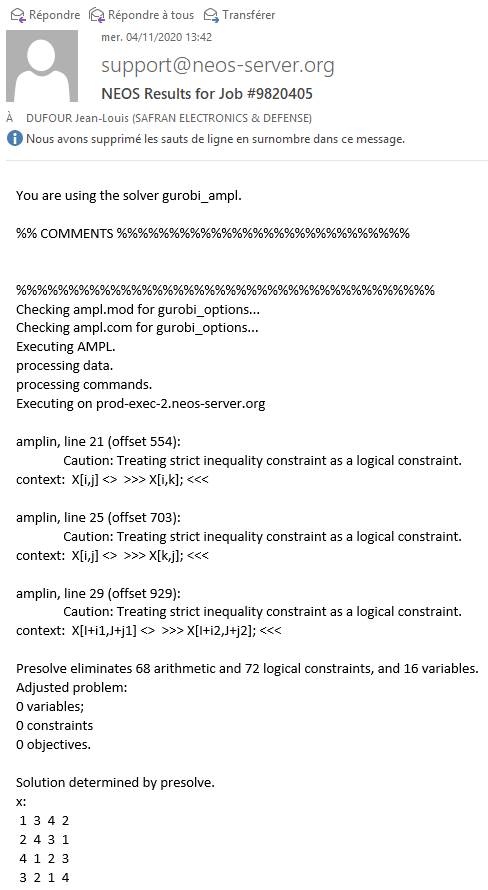 Répondre Répondre à tous Transférer
mer. 04/11/2020 13:42
support@neos-server.org
NEOS Results for Job #9820405
À DUFOUR Jean-Louis (SAFRAN ELECTRONICS & DEFENSE)
Nous avons supprimé les sauts de ligne en surnombre dans ce message.
You are using the solver gurobi_ampl.
%% COMMENTS %%%%%%%%%%%%%%%%%%%%%%%%%%%%
%%%%%%%%%%%%%%%%%%%%%%%%%%%%%%%%%%%%%%%%
Checking ampl.mod for gurobi_options...
Checking ampl.com for gurobi_options...
Executing AMPL.
processing data.
processing commands.
Executing on prod-exec-2.neos-server.org
amplin, line 21 (offset 554):
Caution: Treating strict inequality constraint as a logical constraint.
context: X[i,j] <> >>> X[i,k]; <<<
amplin, line 25 (offset 703):
Caution: Treating strict inequality constraint as a logical constraint.
context: X[i,j] <> >>> X[k,j]; <<<
amplin, line 29 (offset 929):
Caution: Treating strict inequality constraint as a logical constraint.
context: X[I+i1,J+j1] <> >>> X[I+i2,J+j2]; <<<
Presolve eliminates 68 arithmetic and 72 logical constraints, and 16 variables.
Adjusted problem:
0 variables;
0 constraints
0 objectives.
Solution determined by presolve.
x:
1 3 4 2
2 4 3 1
4 1 2 3
3 2 1 4